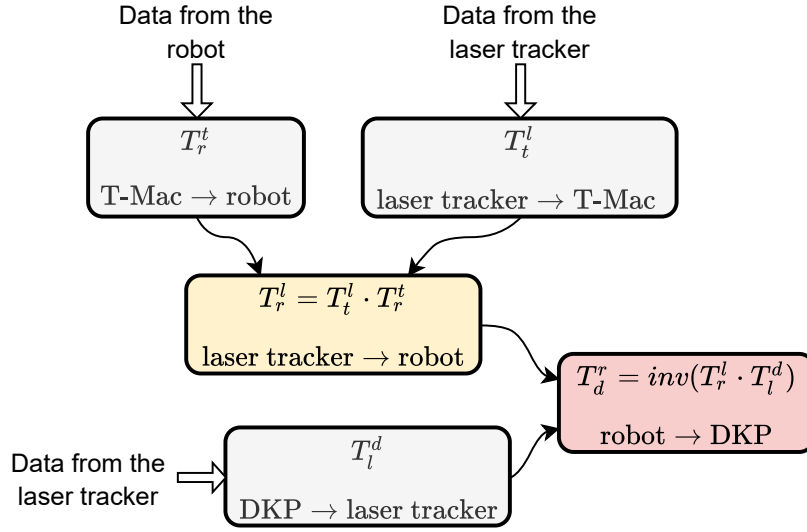 Data from the
robot
Data from the
laser tracker
T_r^t
T-Mac → robot
T_t^l
laser tracker → T-Mac
T_r^l = T_t^l · T_r^t
laser tracker → robot
T_d^r = inv(T_r^l · T_l^d)
robot → DKP
Data from the
laser tracker
T_l^d
DKP → laser tracker